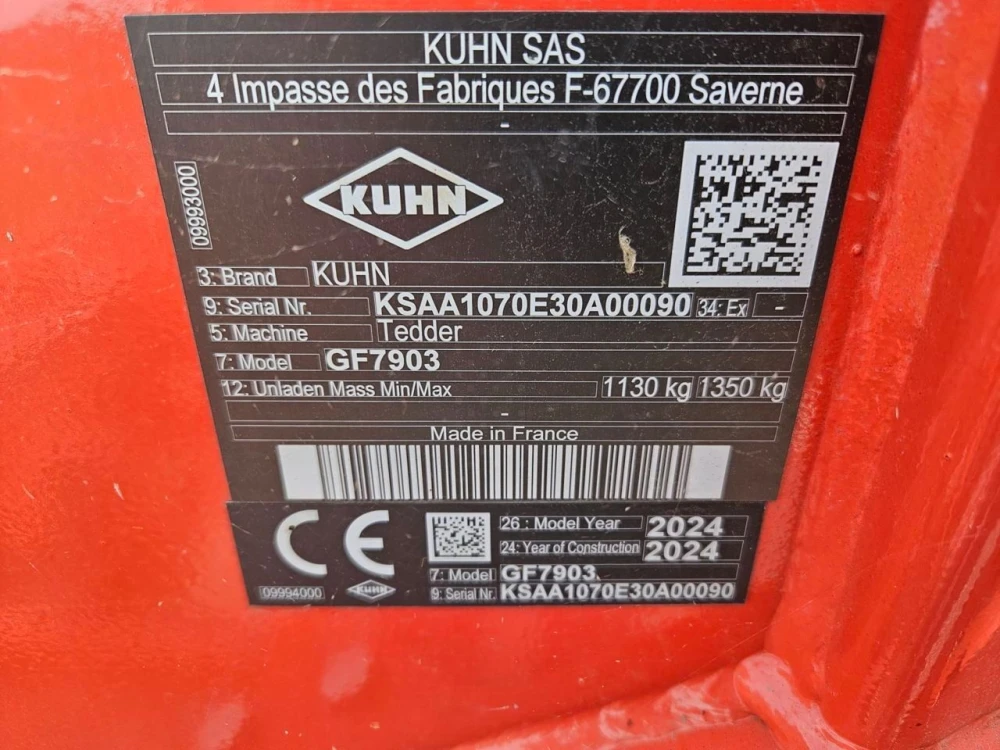 KUHN SAS
4 Impasse des Fabriques F-67700 Saverne
-
09993000
KUHN
3: Brand KUHN
9: Serial Nr. KSAA1070E30A00090 34: Ex -
5: Machine Tedder
7: Model GF7903
12: Unladen Mass Min/Max 1130 kg 1350 kg
-
Made in France
CE
26 : Model Year 2024
24: Year of Construction 2024
7: Model GF7903
09994000 KUHN 9: Serial Nr. KSAA1070E30A00090